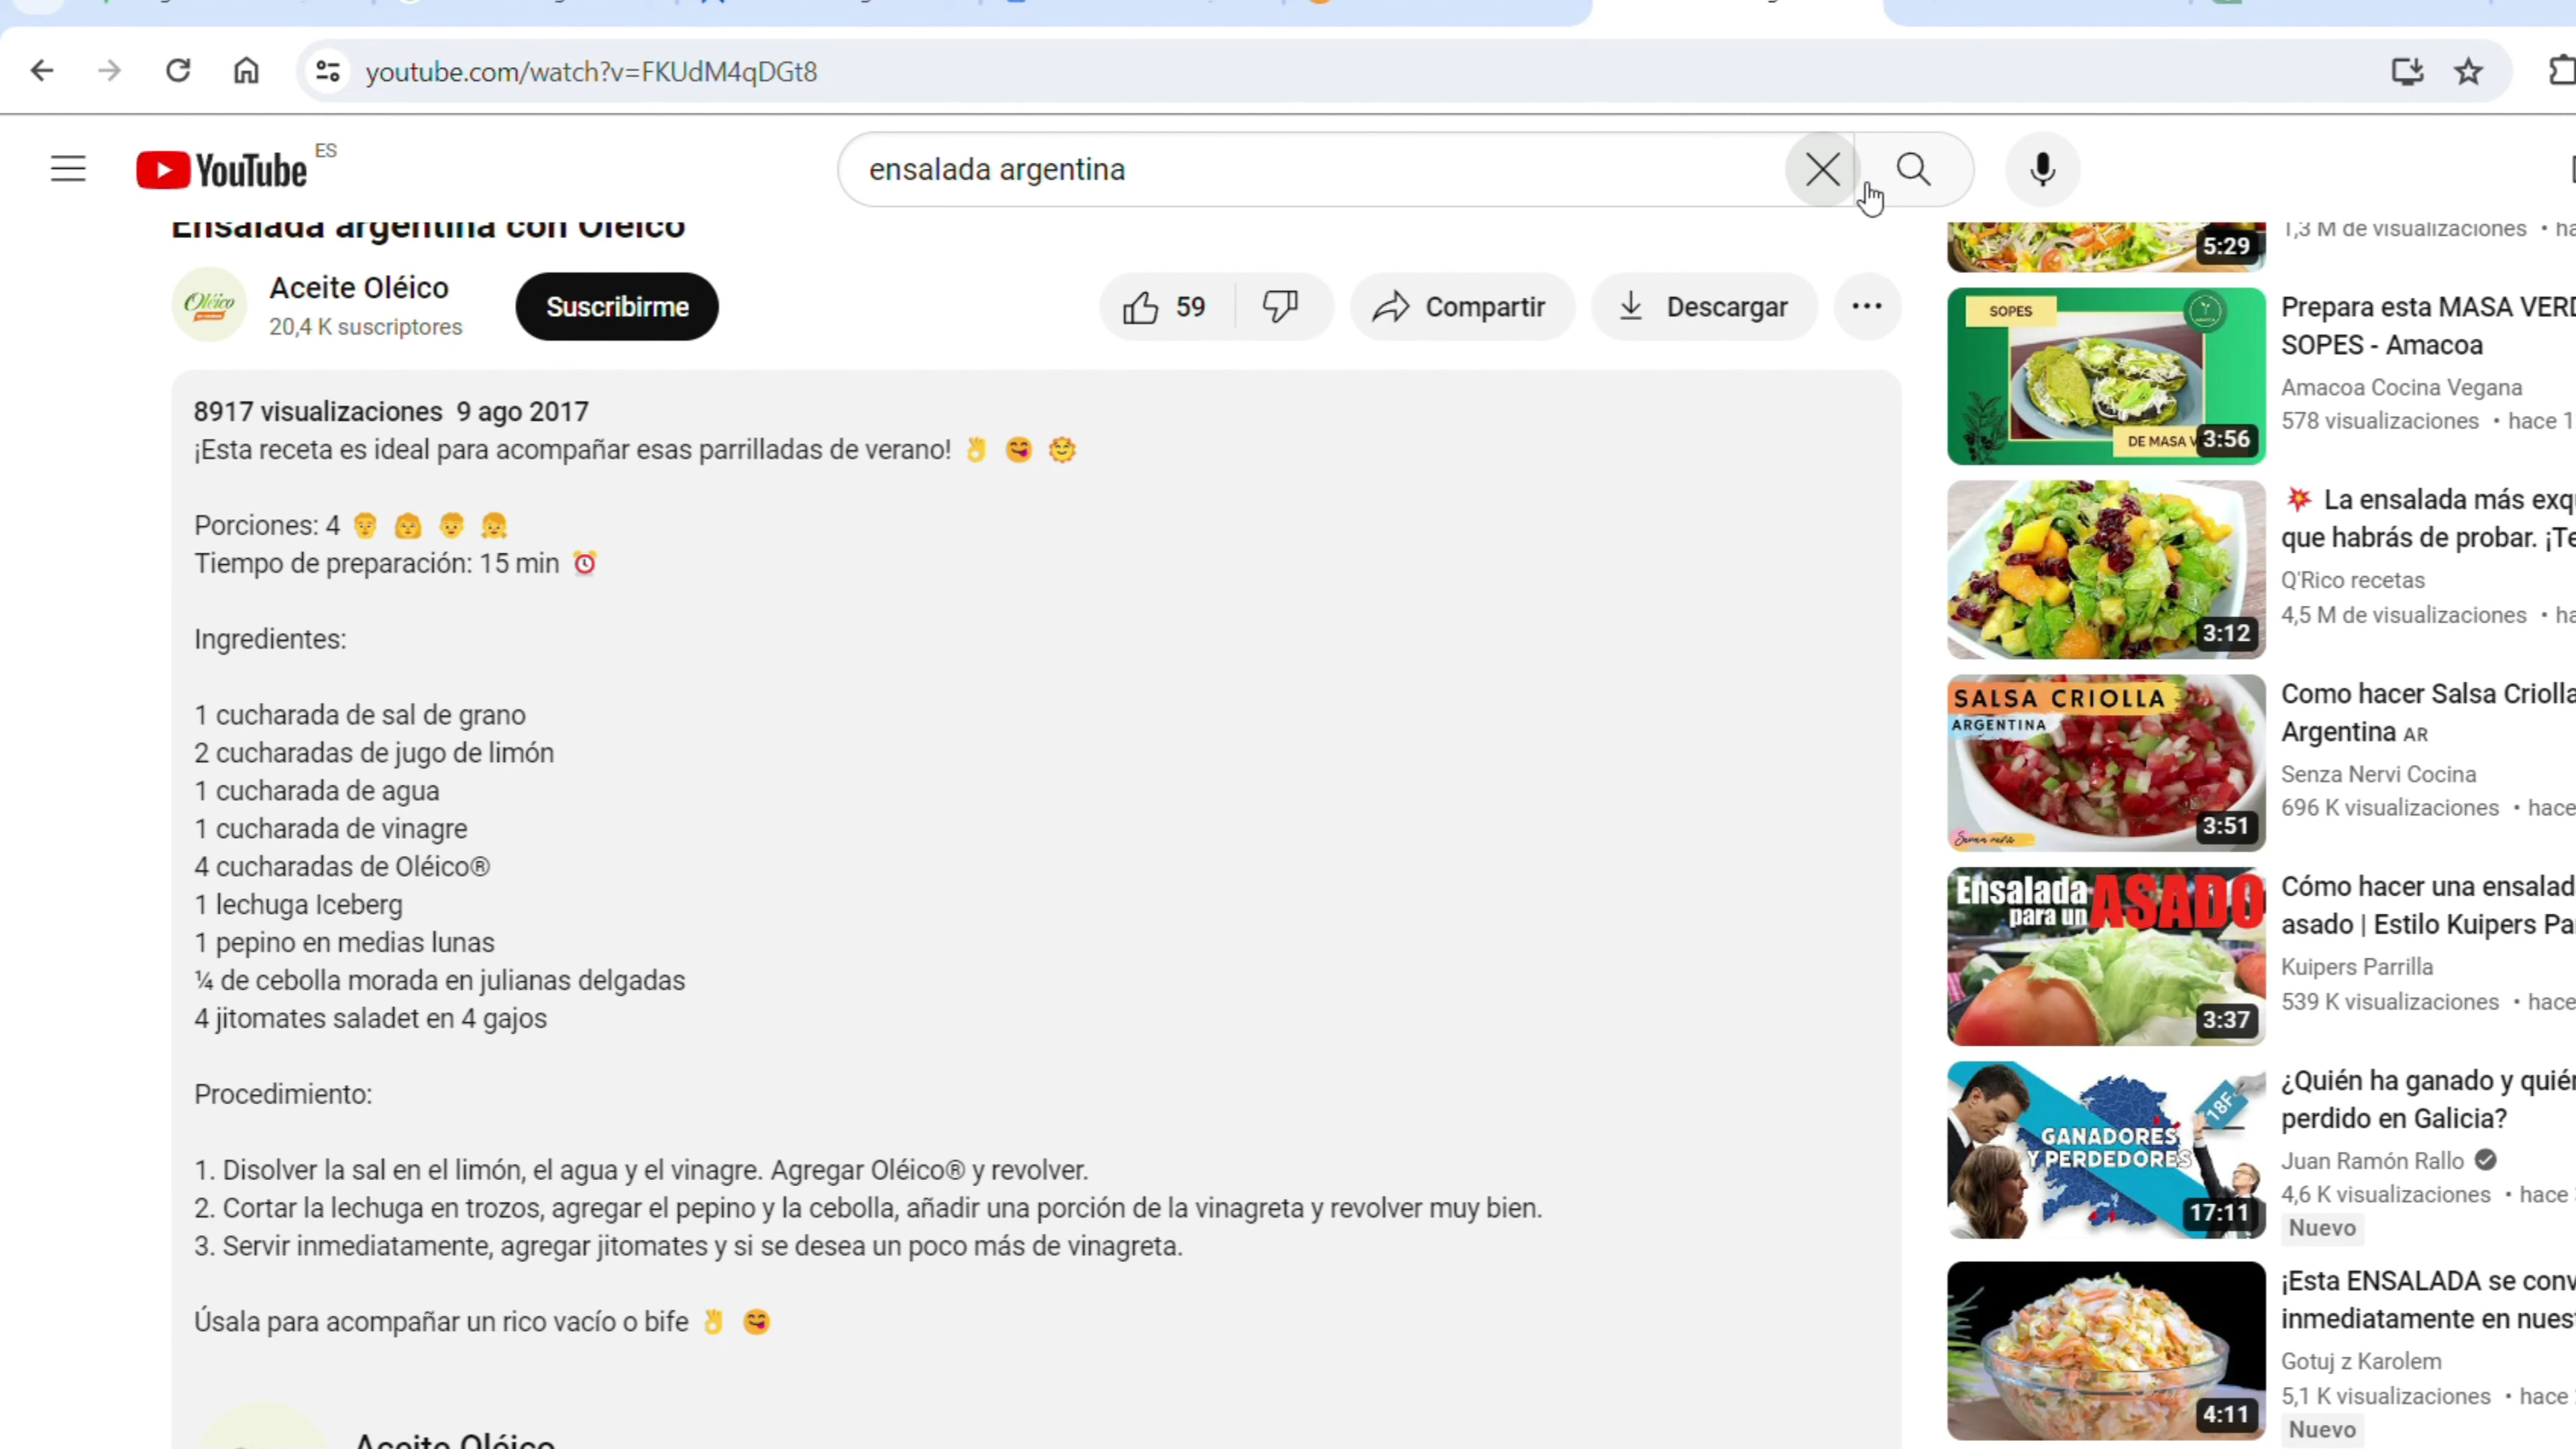 youtube.com/watch?v=FKUdM4qDGt8
YouTube ES
ensalada argentina
Ensalada argentina con Oléico
Oléico
Aceite Oléico
20,4 K suscriptores
Suscribirme
59
Compartir
Descargar
8917 visualizaciones 9 ago 2017
¡Esta receta es ideal para acompañar esas parrilladas de verano! 👌 😋 🌞
Porciones: 4 👨 👩 👦 👧
Tiempo de preparación: 15 min ⏰
Ingredientes:
1 cucharada de sal de grano
2 cucharadas de jugo de limón
1 cucharada de agua
1 cucharada de vinagre
4 cucharadas de Oléico®
1 lechuga Iceberg
1 pepino en medias lunas
¼ de cebolla morada en julianas delgadas
4 jitomates saladet en 4 gajos
Procedimiento:
1. Disolver la sal en el limón, el agua y el vinagre. Agregar Oléico® y revolver.
2. Cortar la lechuga en trozos, agregar el pepino y la cebolla, añadir una porción de la vinagreta y revolver muy bien.
3. Servir inmediatamente, agregar jitomates y si se desea un poco más de vinagreta.
Úsala para acompañar un rico vacío o bife 👌 😋
Aceite Oléico
1,3 M de visualizaciones • ha
5:29
SOPES
DE MASA V
3:56
Prepara esta MASA VERD
SOPES - Amacoa
Amacoa Cocina Vegana
578 visualizaciones • hace 1
3:12
💥 La ensalada más exq
que habrás de probar. ¡Te
Q'Rico recetas
4,5 M de visualizaciones • ha
SALSA CRIOLLA
ARGENTINA
3:51
Como hacer Salsa Criolla
Argentina AR
Senza Nervi Cocina
696 K visualizaciones • hace
Ensalada
para un ASADO
3:37
Cómo hacer una ensalad
asado | Estilo Kuipers Pa
Kuipers Parrilla
539 K visualizaciones • hace
18F
GANADORES
Y PERDEDORES
17:11
¿Quién ha ganado y quién
perdido en Galicia?
Juan Ramón Rallo
4,6 K visualizaciones • hace
Nuevo
4:11
¡Esta ENSALADA se conv
inmediatamente en nues
Gotuj z Karolem
5,1 K visualizaciones • hace
Nuevo